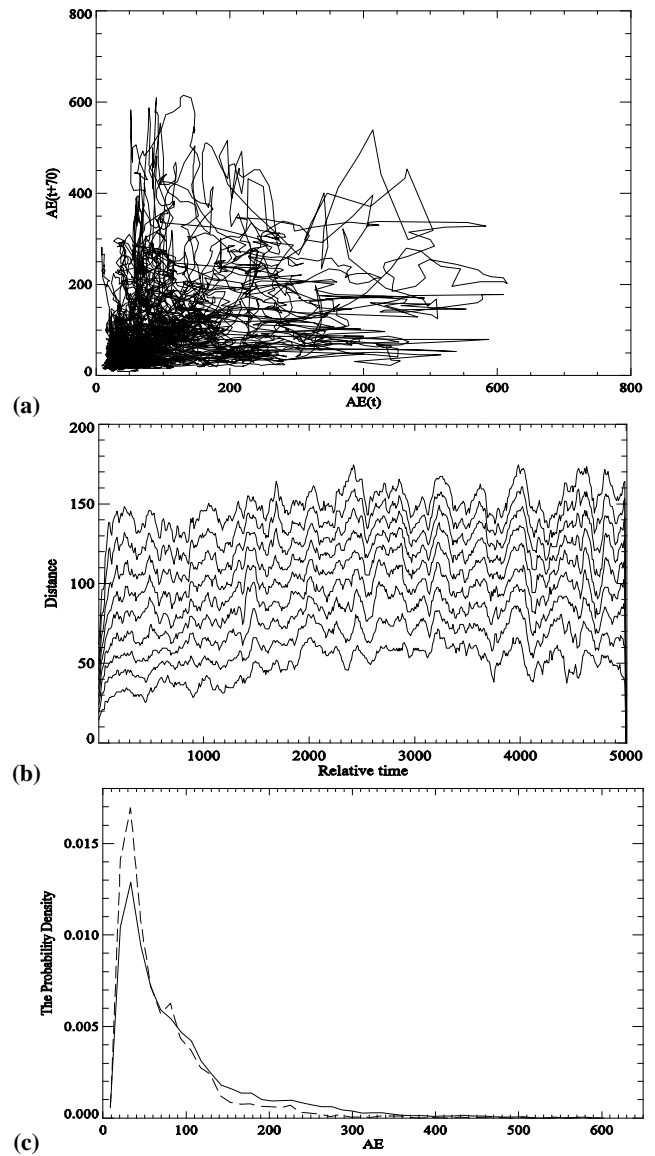 800
600
400
200
0
AE(t+70)
0 200 400 600 800
AE(t)
(a)
200
150
100
50
0
Distance
1000 2000 3000 4000 5000
Relative time
(b)
0.015
0.010
0.005
0.000
The Probability Density
0 100 200 300 400 500 600
AE
(c)